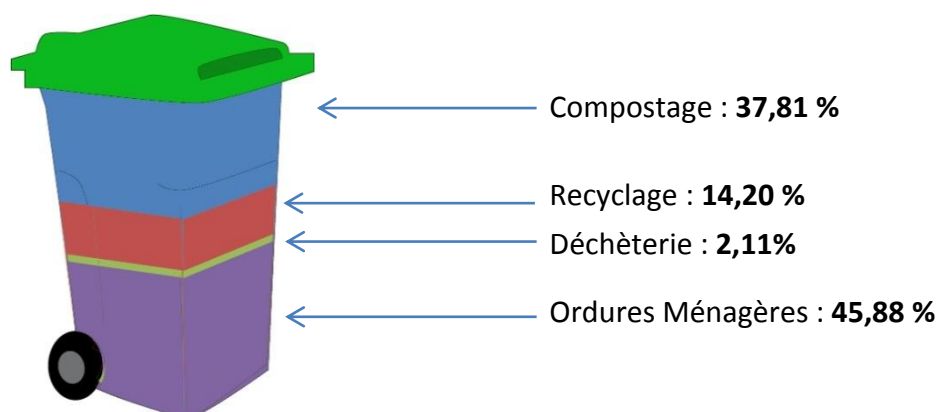 Compostage : 37,81 %
Recyclage : 14,20 %
Déchèterie : 2,11%
Ordures Ménagères : 45,88 %